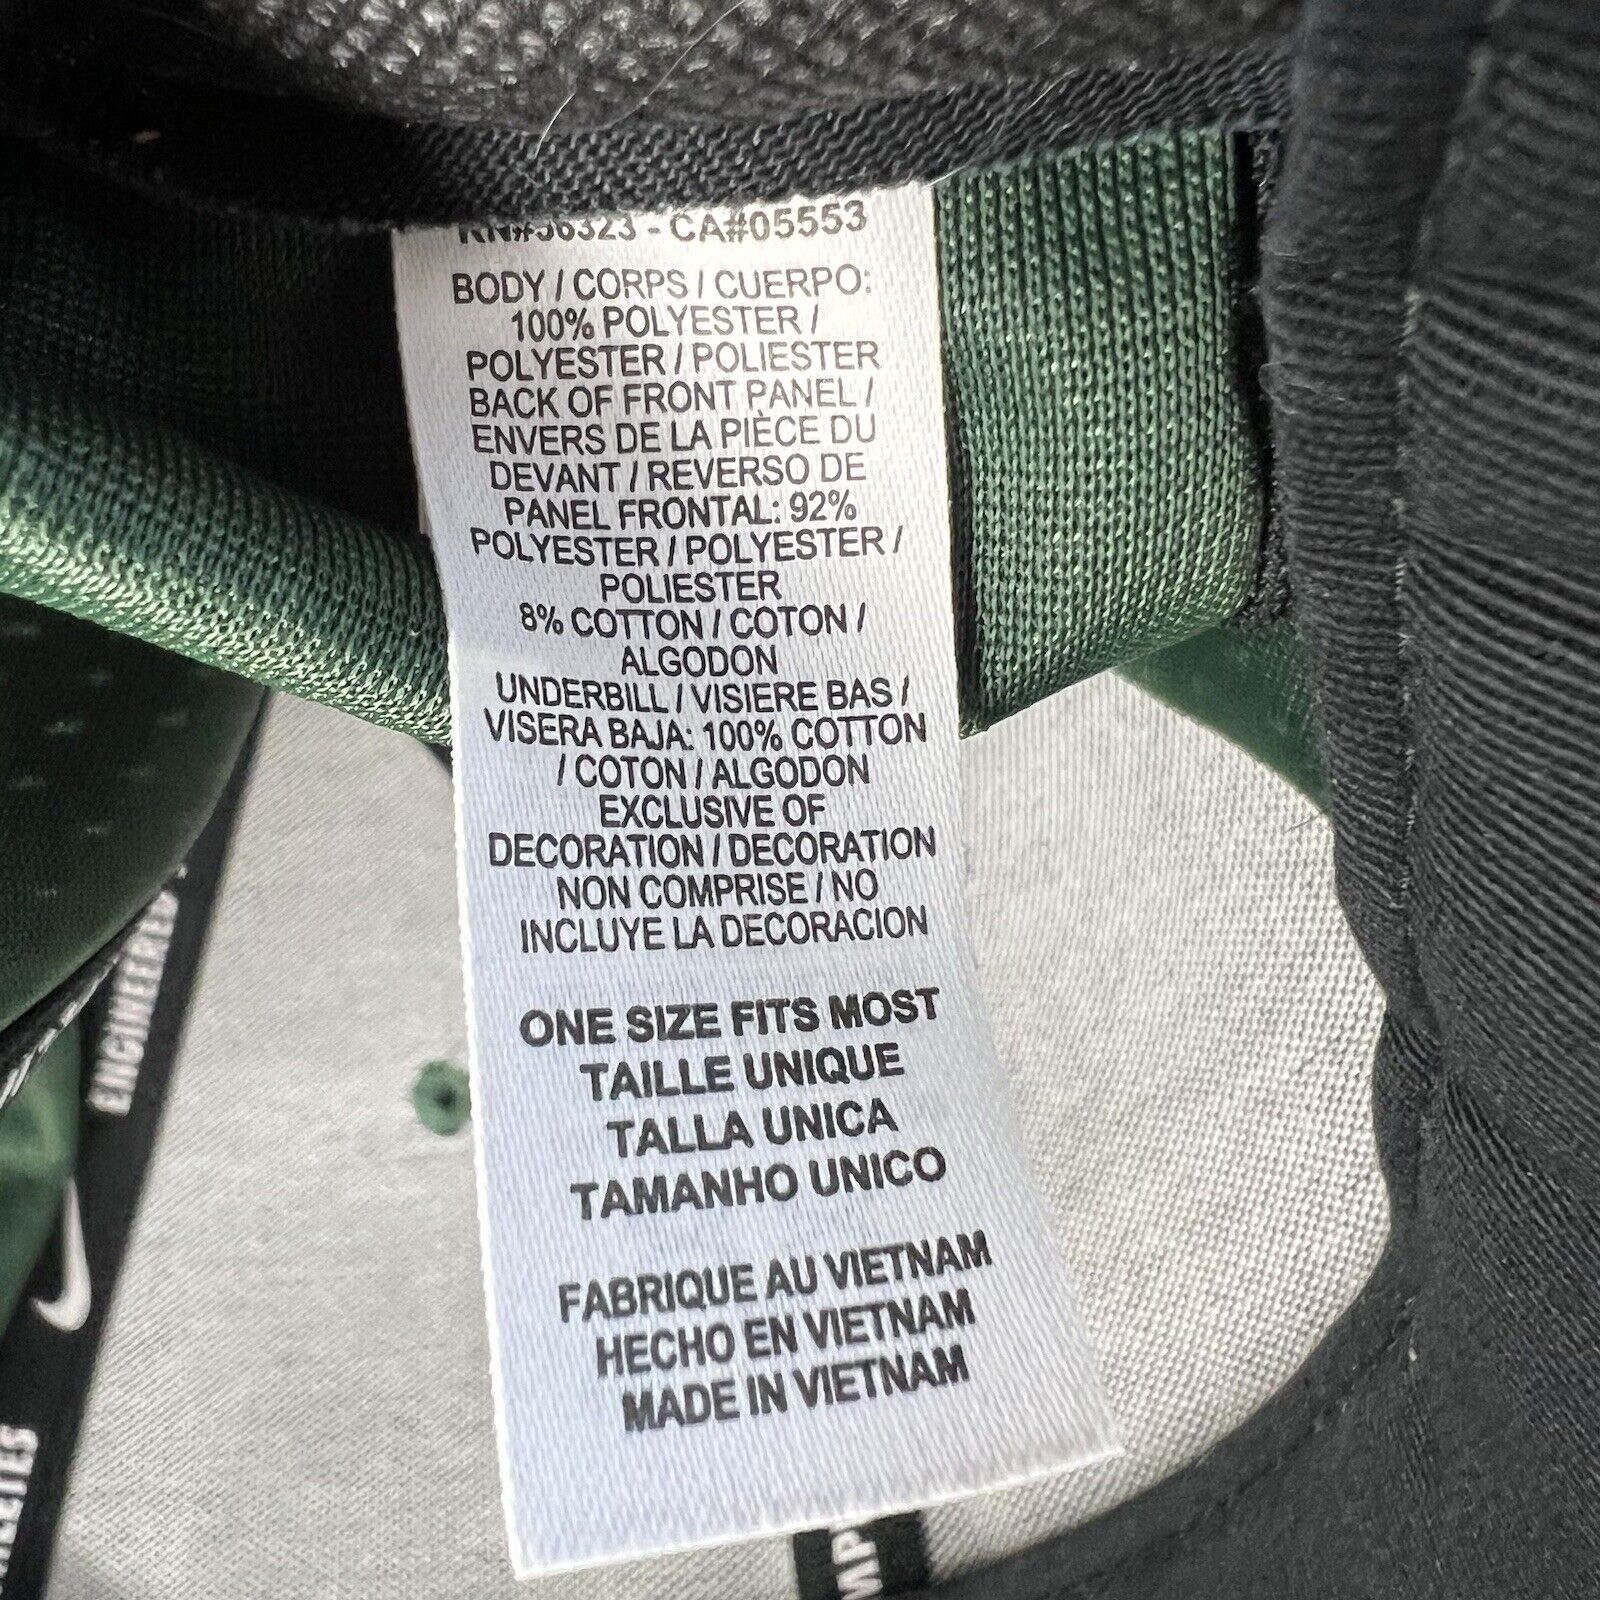 RN#56323 - CA#05553
BODY / CORPS / CUERPO:
100% POLYESTER /
POLYESTER / POLIESTER
BACK OF FRONT PANEL /
ENVERS DE LA PIÈCE DU
DEVANT / REVERSO DE
PANEL FRONTAL: 92%
POLYESTER / POLYESTER /
POLIESTER
8% COTTON / COTON /
ALGODON
UNDERBILL / VISIERE BAS /
VISERA BAJA: 100% COTTON
/ COTON / ALGODON
EXCLUSIVE OF
DECORATION / DECORATION
NON COMPRISE / NO
INCLUYE LA DECORACION
ONE SIZE FITS MOST
TAILLE UNIQUE
TALLA UNICA
TAMANHO UNICO
FABRIQUE AU VIETNAM
HECHO EN VIETNAM
MADE IN VIETNAM
ENGINEERED